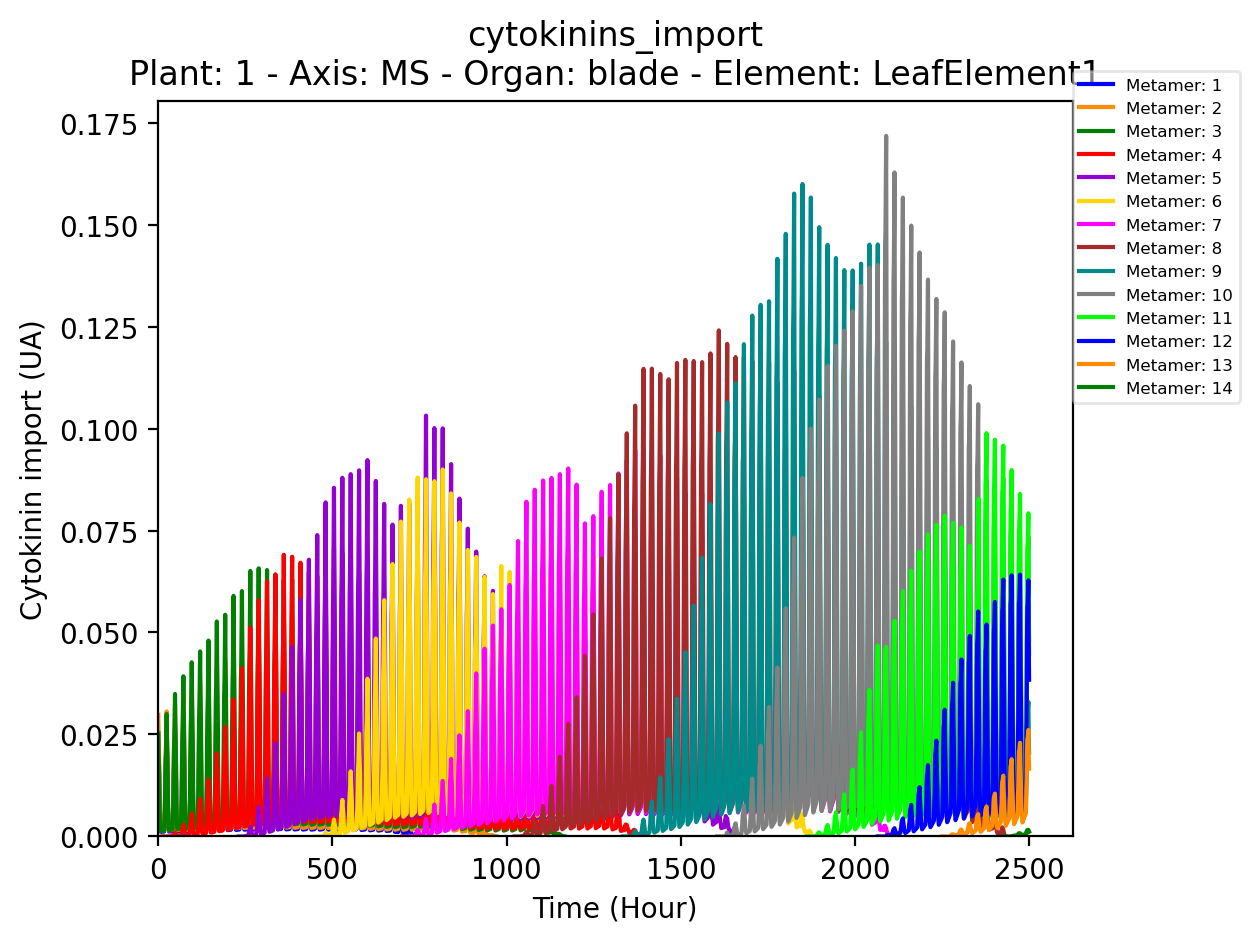 cytokinins_import
Plant: 1 - Axis: MS - Organ: blade - Element: LeafElement1
Metamer: 1
Metamer: 2
Metamer: 3
Metamer: 4
Metamer: 5
Metamer: 6
Metamer: 7
Metamer: 8
Metamer: 9
Metamer: 10
Metamer: 11
Metamer: 12
Metamer: 13
Metamer: 14
Cytokinin import (UA)
0.175
0.150
0.125
0.100
0.075
0.050
0.025
0.000
0 500 1000 1500 2000 2500
Time (Hour)